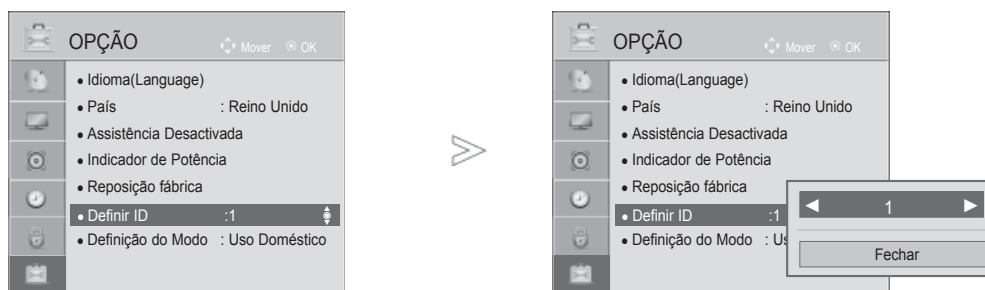 OPÇÃO Mover OK
• Idioma(Language)
• País : Reino Unido
• Assistência Desactivada
• Indicador de Potência
• Reposição fábrica
• Definir ID :1
• Definição do Modo : Uso Doméstico
OPÇÃO Mover OK
• Idioma(Language)
• País : Reino Unido
• Assistência Desactivada
• Indicador de Potência
• Reposição fábrica
• Definir ID :1
• Definição do Modo : Us
◄ 1 ►
Fechar